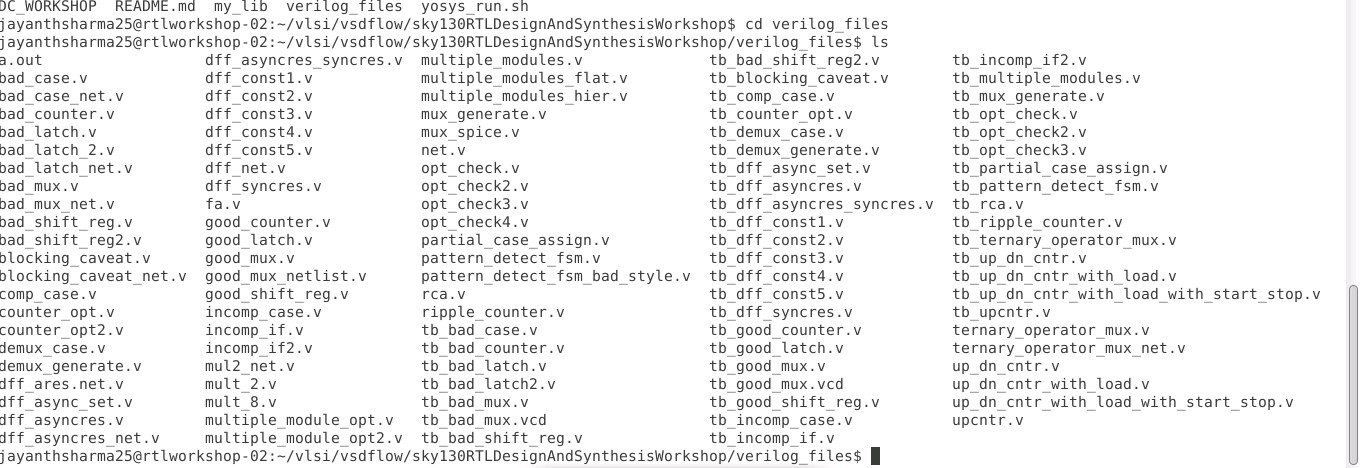 DC_WORKSHOP  README.md  my_lib  verilog_files  yosys_run.sh
jayanthsharma25@rtlworkshop-02:~/vlsi/vsdflow/sky130RTLDesignAndSynthesisWorkshop$ cd verilog_files
jayanthsharma25@rtlworkshop-02:~/vlsi/vsdflow/sky130RTLDesignAndSynthesisWorkshop/verilog_files$ ls
a.out                  dff_asyncres_syncres.v  multiple_modules.v              tb_bad_shift_reg2.v        tb_incomp_if2.v
bad_case.v             dff_const1.v            multiple_modules_flat.v         tb_blocking_caveat.v       tb_multiple_modules.v
bad_case_net.v         dff_const2.v            multiple_modules_hier.v         tb_comp_case.v             tb_mux_generate.v
bad_counter.v          dff_const3.v            mux_generate.v                  tb_counter_opt.v           tb_opt_check.v
bad_latch.v            dff_const4.v            mux_spice.v                     tb_demux_case.v            tb_opt_check2.v
bad_latch_2.v          dff_const5.v            net.v                           tb_demux_generate.v        tb_opt_check3.v
bad_latch_net.v        dff_net.v               opt_check.v                     tb_dff_async_set.v         tb_partial_case_assign.v
bad_mux.v              dff_syncres.v           opt_check2.v                    tb_dff_asyncres.v          tb_pattern_detect_fsm.v
bad_mux_net.v          fa.v                    opt_check3.v                    tb_dff_asyncres_syncres.v  tb_rca.v
bad_shift_reg.v        good_counter.v          opt_check4.v                    tb_dff_const1.v            tb_ripple_counter.v
bad_shift_reg2.v       good_latch.v            partial_case_assign.v           tb_dff_const2.v            tb_ternary_operator_mux.v
blocking_caveat.v      good_mux.v              pattern_detect_fsm.v            tb_dff_const3.v            tb_up_dn_cntr.v
blocking_caveat_net.v  good_mux_netlist.v      pattern_detect_fsm_bad_style.v  tb_dff_const4.v            tb_up_dn_cntr_with_load.v
comp_case.v            good_shift_reg.v        rca.v                           tb_dff_const5.v            tb_up_dn_cntr_with_load_with_start_stop.v
counter_opt.v          incomp_case.v           ripple_counter.v                tb_dff_syncres.v           tb_upcntr.v
counter_opt2.v         incomp_if.v             tb_bad_case.v                   tb_good_counter.v          ternary_operator_mux.v
demux_case.v           incomp_if2.v            tb_bad_counter.v                tb_good_latch.v            ternary_operator_mux_net.v
demux_generate.v       mul2_net.v              tb_bad_latch.v                  tb_good_mux.v              up_dn_cntr.v
dff_ares.net.v         mult_2.v                tb_bad_latch2.v                 tb_good_mux.vcd            up_dn_cntr_with_load.v
dff_async_set.v        mult_8.v                tb_bad_mux.v                    tb_good_shift_reg.v        up_dn_cntr_with_load_with_start_stop.v
dff_asyncres.v         multiple_module_opt.v   tb_bad_mux.vcd                  tb_incomp_case.v           upcntr.v
dff_asyncres_net.v     multiple_module_opt2.v  tb_bad_shift_reg.v              tb_incomp_if.v
jayanthsharma25@rtlworkshop-02:~/vlsi/vsdflow/sky130RTLDesignAndSynthesisWorkshop/verilog_files$